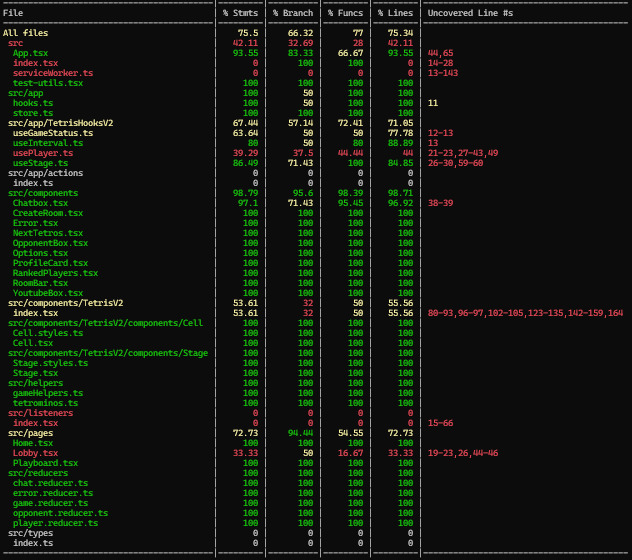 File | % Stmts | % Branch | % Funcs | % Lines | Uncovered Line #s
All files | 75.5 | 66.32 | 77 | 75.34 |
src | 42.11 | 32.69 | 28 | 42.11 |
App.tsx | 93.55 | 83.33 | 66.67 | 93.55 | 44,65
index.tsx | 0 | 100 | 100 | 0 | 14-28
serviceWorker.ts | 0 | 0 | 0 | 0 | 13-143
test-utils.tsx | 100 | 100 | 100 | 100 |
src/app | 100 | 50 | 100 | 100 |
hooks.ts | 100 | 50 | 100 | 100 | 11
store.ts | 100 | 100 | 100 | 100 |
src/app/TetrisHooksV2 | 67.44 | 57.14 | 72.41 | 71.05 |
useGameStatus.ts | 63.64 | 50 | 50 | 77.78 | 12-13
useInterval.ts | 80 | 50 | 100 | 88.89 | 13
usePlayer.ts | 39.29 | 37.5 | 44.44 | 44 | 21-23,27-43,49
useStage.ts | 86.49 | 71.43 | 100 | 84.85 | 26-30,59-60
src/app/actions | 0 | 0 | 0 | 0 |
index.ts | 0 | 0 | 0 | 0 |
src/components | 98.79 | 95.6 | 98.39 | 98.71 |
Chatbox.tsx | 97.1 | 71.43 | 95.45 | 96.92 | 38-39
CreateRoom.tsx | 100 | 100 | 100 | 100 |
Error.tsx | 100 | 100 | 100 | 100 |
NextTetros.tsx | 100 | 100 | 100 | 100 |
OpponentBox.tsx | 100 | 100 | 100 | 100 |
Options.tsx | 100 | 100 | 100 | 100 |
ProfileCard.tsx | 100 | 100 | 100 | 100 |
RankedPlayers.tsx | 100 | 100 | 100 | 100 |
RoomBar.tsx | 100 | 100 | 100 | 100 |
YoutubeBox.tsx | 100 | 100 | 100 | 100 |
src/components/TetrisV2 | 53.61 | 32 | 50 | 55.56 |
index.tsx | 53.61 | 32 | 50 | 55.56 | 80-93,96-97,102-105,123-135,142-159,164
src/components/TetrisV2/components/Cell | 100 | 100 | 100 | 100 |
Cell.styles.ts | 100 | 100 | 100 | 100 |
Cell.tsx | 100 | 100 | 100 | 100 |
src/components/TetrisV2/components/Stage | 100 | 100 | 100 | 100 |
Stage.styles.ts | 100 | 100 | 100 | 100 |
Stage.tsx | 100 | 100 | 100 | 100 |
src/helpers | 100 | 100 | 100 | 100 |
gameHelpers.ts | 100 | 100 | 100 | 100 |
tetrominos.ts | 100 | 100 | 100 | 100 |
src/listeners | 0 | 0 | 0 | 0 |
index.tsx | 0 | 0 | 0 | 0 | 15-66
src/pages | 72.73 | 94.44 | 54.55 | 72.73 |
Home.tsx | 100 | 100 | 100 | 100 |
Lobby.tsx | 33.33 | 50 | 16.67 | 33.33 | 19-23,26,44-46
Playboard.tsx | 100 | 100 | 100 | 100 |
src/reducers | 100 | 100 | 100 | 100 |
chat.reducer.ts | 100 | 100 | 100 | 100 |
error.reducer.ts | 100 | 100 | 100 | 100 |
game.reducer.ts | 100 | 100 | 100 | 100 |
opponent.reducer.ts | 100 | 100 | 100 | 100 |
player.reducer.ts | 100 | 100 | 100 | 100 |
src/types | 0 | 0 | 0 | 0 |
index.ts | 0 | 0 | 0 | 0 |